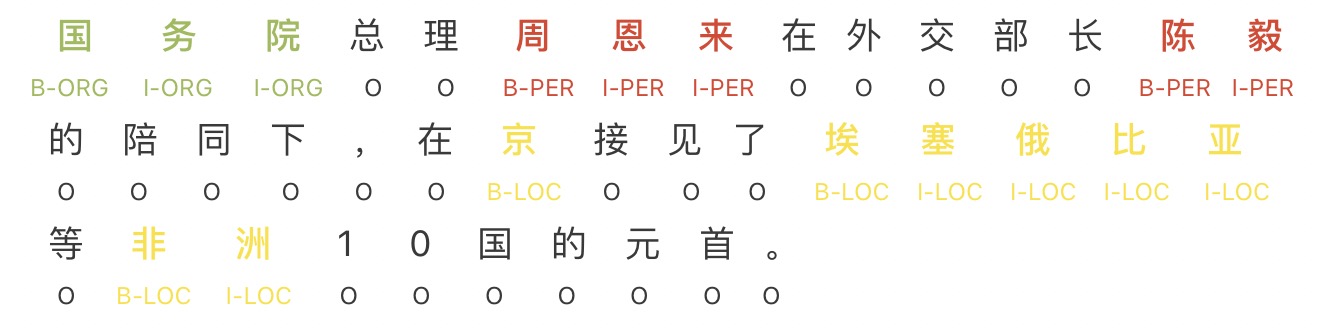 国 务 院 总 理 周 恩 来 在 外 交 部 长 陈 毅
B-ORG I-ORG I-ORG O O B-PER I-PER I-PER O O O O O B-PER I-PER
的 陪 同 下 , 在 京 接 见 了 埃 塞 俄 比 亚
O O O O O O B-LOC O O O B-LOC I-LOC I-LOC I-LOC I-LOC
等 非 洲 1 0 国 的 元 首 。
O B-LOC I-LOC O O O O O O O